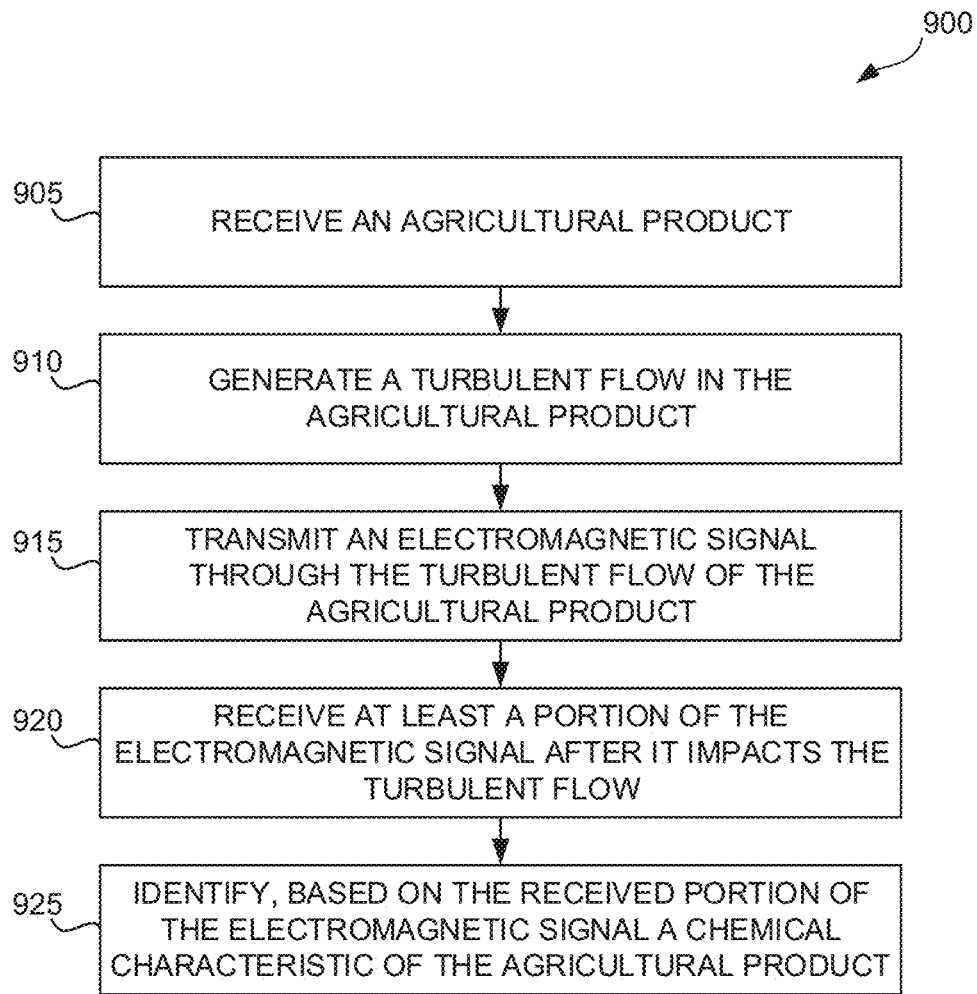 900
905
RECEIVE AN AGRICULTURAL PRODUCT
910
GENERATE A TURBULENT FLOW IN THE
AGRICULTURAL PRODUCT
915
TRANSMIT AN ELECTROMAGNETIC SIGNAL
THROUGH THE TURBULENT FLOW OF THE
AGRICULTURAL PRODUCT
920
RECEIVE AT LEAST A PORTION OF THE
ELECTROMAGNETIC SIGNAL AFTER IT IMPACTS THE
TURBULENT FLOW
925
IDENTIFY, BASED ON THE RECEIVED PORTION OF
THE ELECTROMAGNETIC SIGNAL A CHEMICAL
CHARACTERISTIC OF THE AGRICULTURAL PRODUCT